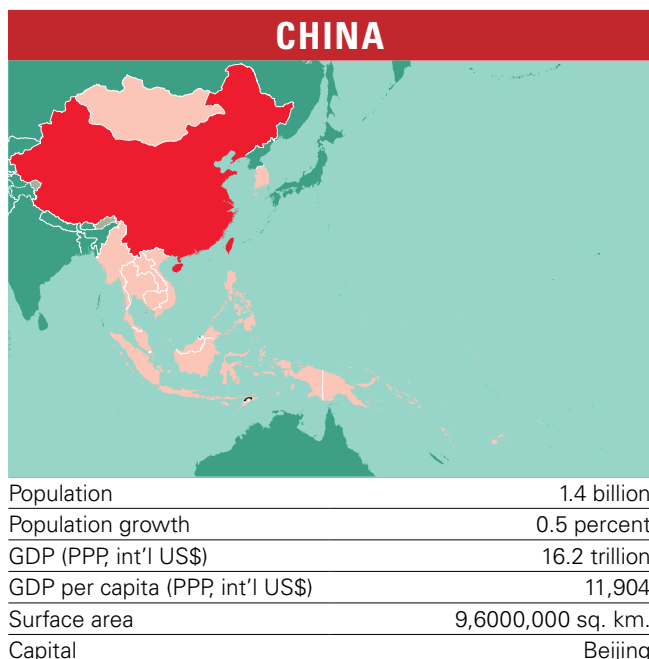 CHINA
Population 1.4 billion
Population growth 0.5 percent
GDP (PPP, int'l US$) 16.2 trillion
GDP per capita (PPP, int'l US$) 11,904
Surface area 9,6000,000 sq. km.
Capital Beijing